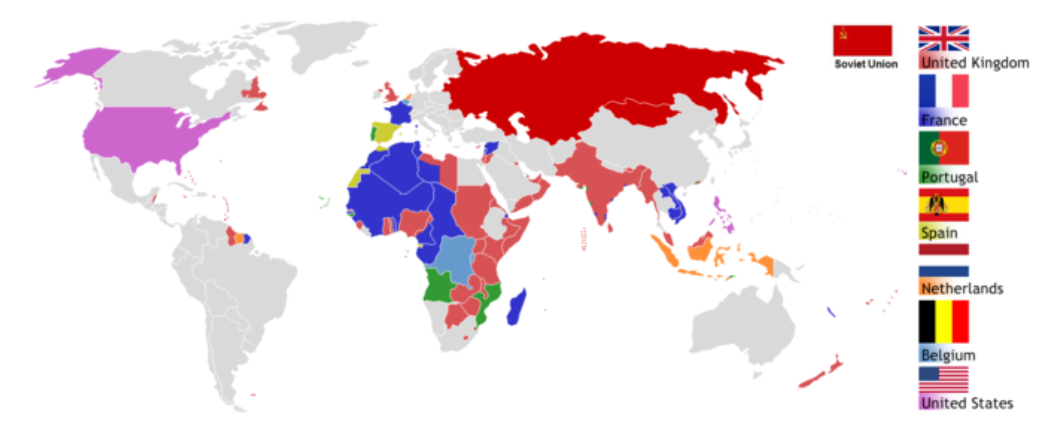 Soviet Union
United Kingdom
France
Portugal
Spain
Netherlands
Belgium
United States